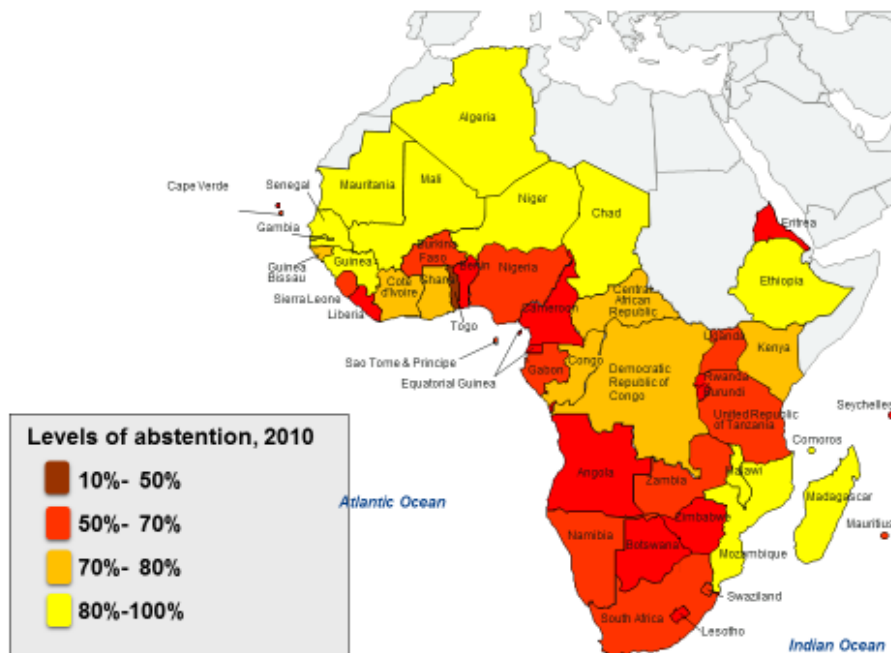 Algeria
Cape Verde
Senegal
Mauritania
Mali
Niger
Chad
Eritrea
Gambia
Guinea
Bissau
Guinea
Burkina
Faso
Benin
Nigeria
Ethiopia
Cote
d'Ivoire
Ghana
Sierra Leone
Liberia
Togo
Cameroon
Central
African
Republic
Sao Tome & Principe
Equatorial Guinea
Gabon
Congo
Democratic
Republic of
Congo
Uganda
Kenya
Rwanda
Burundi
United Republic
of Tanzania
Seychelles
Comoros
Levels of abstention, 2010
10%- 50%
50%- 70%
70%- 80%
80%-100%
Atlantic Ocean
Angola
Zambia
Malawi
Madagascar
Mauritius
Namibia
Zimbabwe
Botswana
Mozambique
Swaziland
South Africa
Lesotho
Indian Ocean